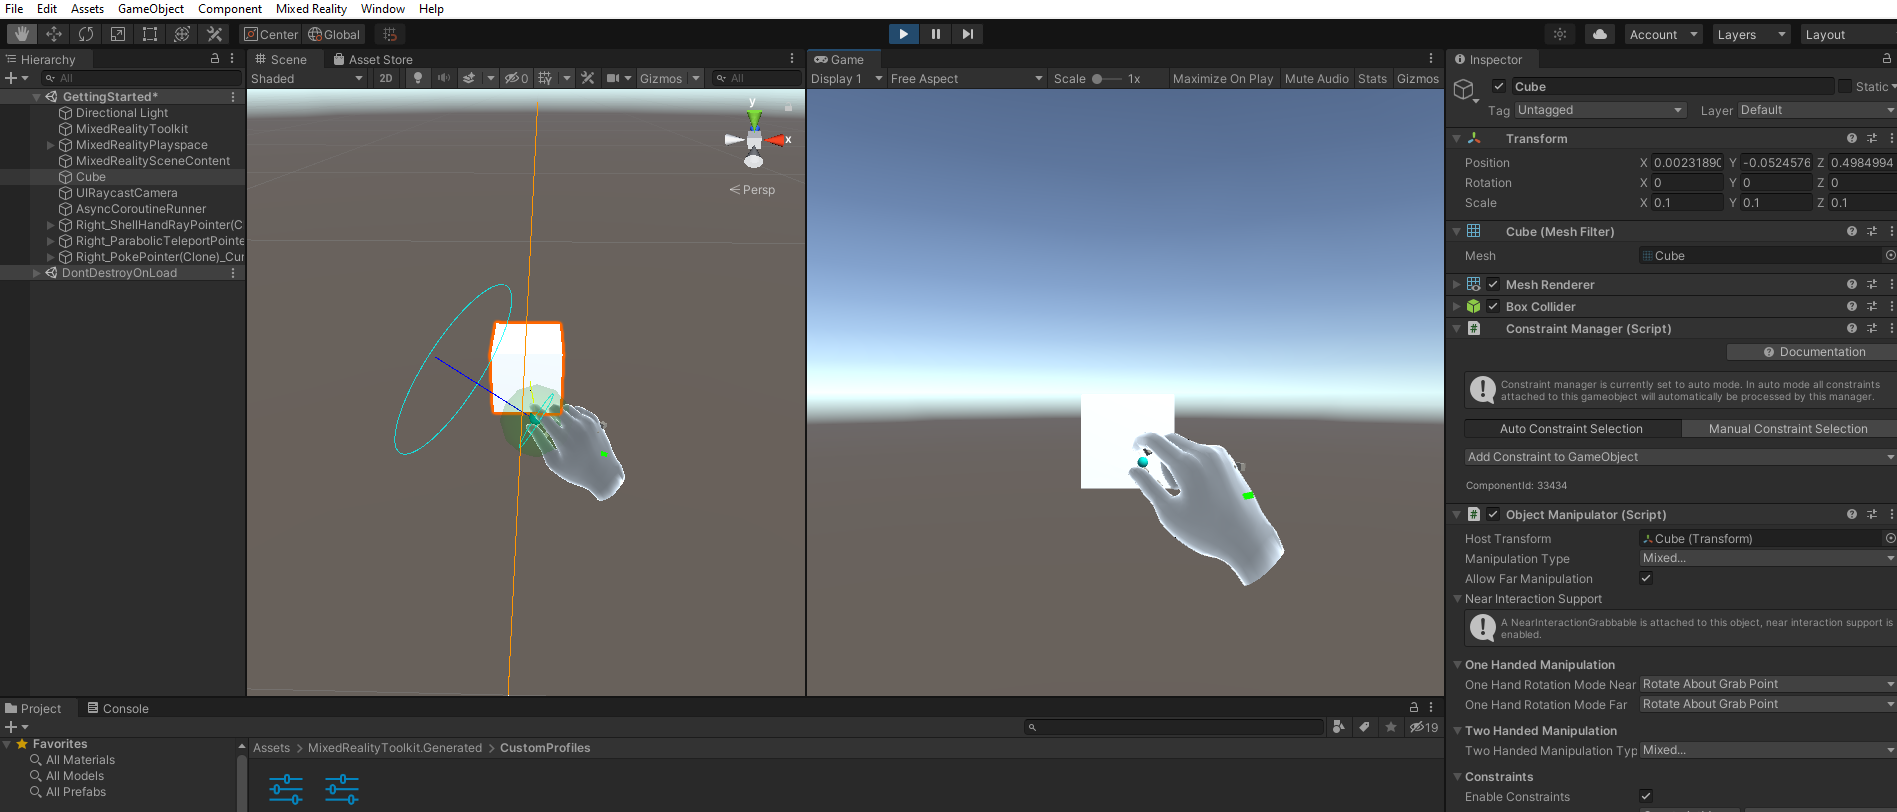 File Edit Assets GameObject Component Mixed Reality Window Help
Center Global Account Layers Layout
Hierarchy
All
GettingStarted*
Directional Light
MixedRealityToolkit
MixedRealityPlayspace
MixedRealitySceneContent
Cube
UIRaycastCamera
AsyncCoroutineRunner
Right_ShellHandRayPointer(C
Right_ParabolicTeleportPointe
Right_PokePointer(Clone)_Cur
DontDestroyOnLoad
Scene Asset Store
Shaded 2D 0 Gizmos All
y
x
Persp
Game
Display 1 Free Aspect Scale 1x Maximize On Play Mute Audio Stats Gizmos
Inspector
Cube Static
Tag Untagged Layer Default
Transform
Position X 0.0023189( Y -0.0524576 Z 0.4984994
Rotation X 0 Y 0 Z 0
Scale X 0.1 Y 0.1 Z 0.1
Cube (Mesh Filter)
Mesh Cube
Mesh Renderer
Box Collider
# Constraint Manager (Script)
Documentation
Constraint manager is currently set to auto mode. In auto mode all constraints
attached to this gameobject will automatically be processed by this manager.
Auto Constraint Selection Manual Constraint Selection
Add Constraint to GameObject
ComponentId: 33434
# Object Manipulator (Script)
Host Transform Cube (Transform)
Manipulation Type Mixed...
Allow Far Manipulation
Near Interaction Support
A NearInteractionGrabbable is attached to this object, near interaction support is
enabled.
One Handed Manipulation
One Hand Rotation Mode Near Rotate About Grab Point
One Hand Rotation Mode Far Rotate About Grab Point
Two Handed Manipulation
Two Handed Manipulation Typ Mixed...
Constraints
Enable Constraints
Project Console
19
Favorites
All Materials
All Models
All Prefabs
Assets > MixedRealityToolkit.Generated > CustomProfiles